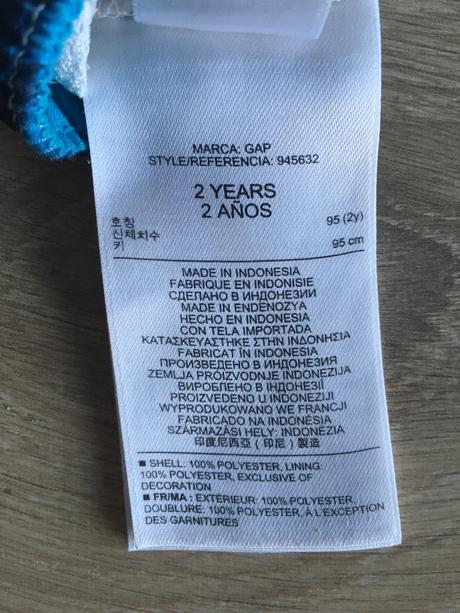 MARCA: GAP
STYLE/REFERENCIA: 945632
2 YEARS
2 AÑOS
호칭 95 (2y)
신체치수
키 95 cm
MADE IN INDONESIA
FABRIQUE EN INDONISIE
СДЕЛАНО В ИНДОНЕЗИИ
MADE IN ENDENOZYA
HECHO EN INDONESIA
CON TELA IMPORTADA
ΚΑΤΑΣΚΕΥΑΣΤΗΚΕ ΣΤΗΝ ΙΝΔΟΝΗΣΙΑ
FABRICAT ÎN INDONESIA
ПРОИЗВЕДЕНО В ИНДОНЕЗИЯ
ZEMLJA PROIZVODNJE INDONEZIJA
ВИРОБЛЕНО В ІНДОНЕЗІЇ
PROIZVEDENO U INDONEZIJI
WYPRODUKOWANO WE FRANCJI
FABRICADO NA INDONÉSIA
SZÁRMAZÁSI HELY: INDONÉZIA
印度尼西亞（印尼）製造
■ SHELL: 100% POLYESTER, LINING:
100% POLYESTER, EXCLUSIVE OF
DECORATION
■ FR/MA: EXTÉRIEUR: 100% POLYESTER,
DOUBLURE: 100% POLYESTER, À L'EXCEPTION
DES GARNITURES